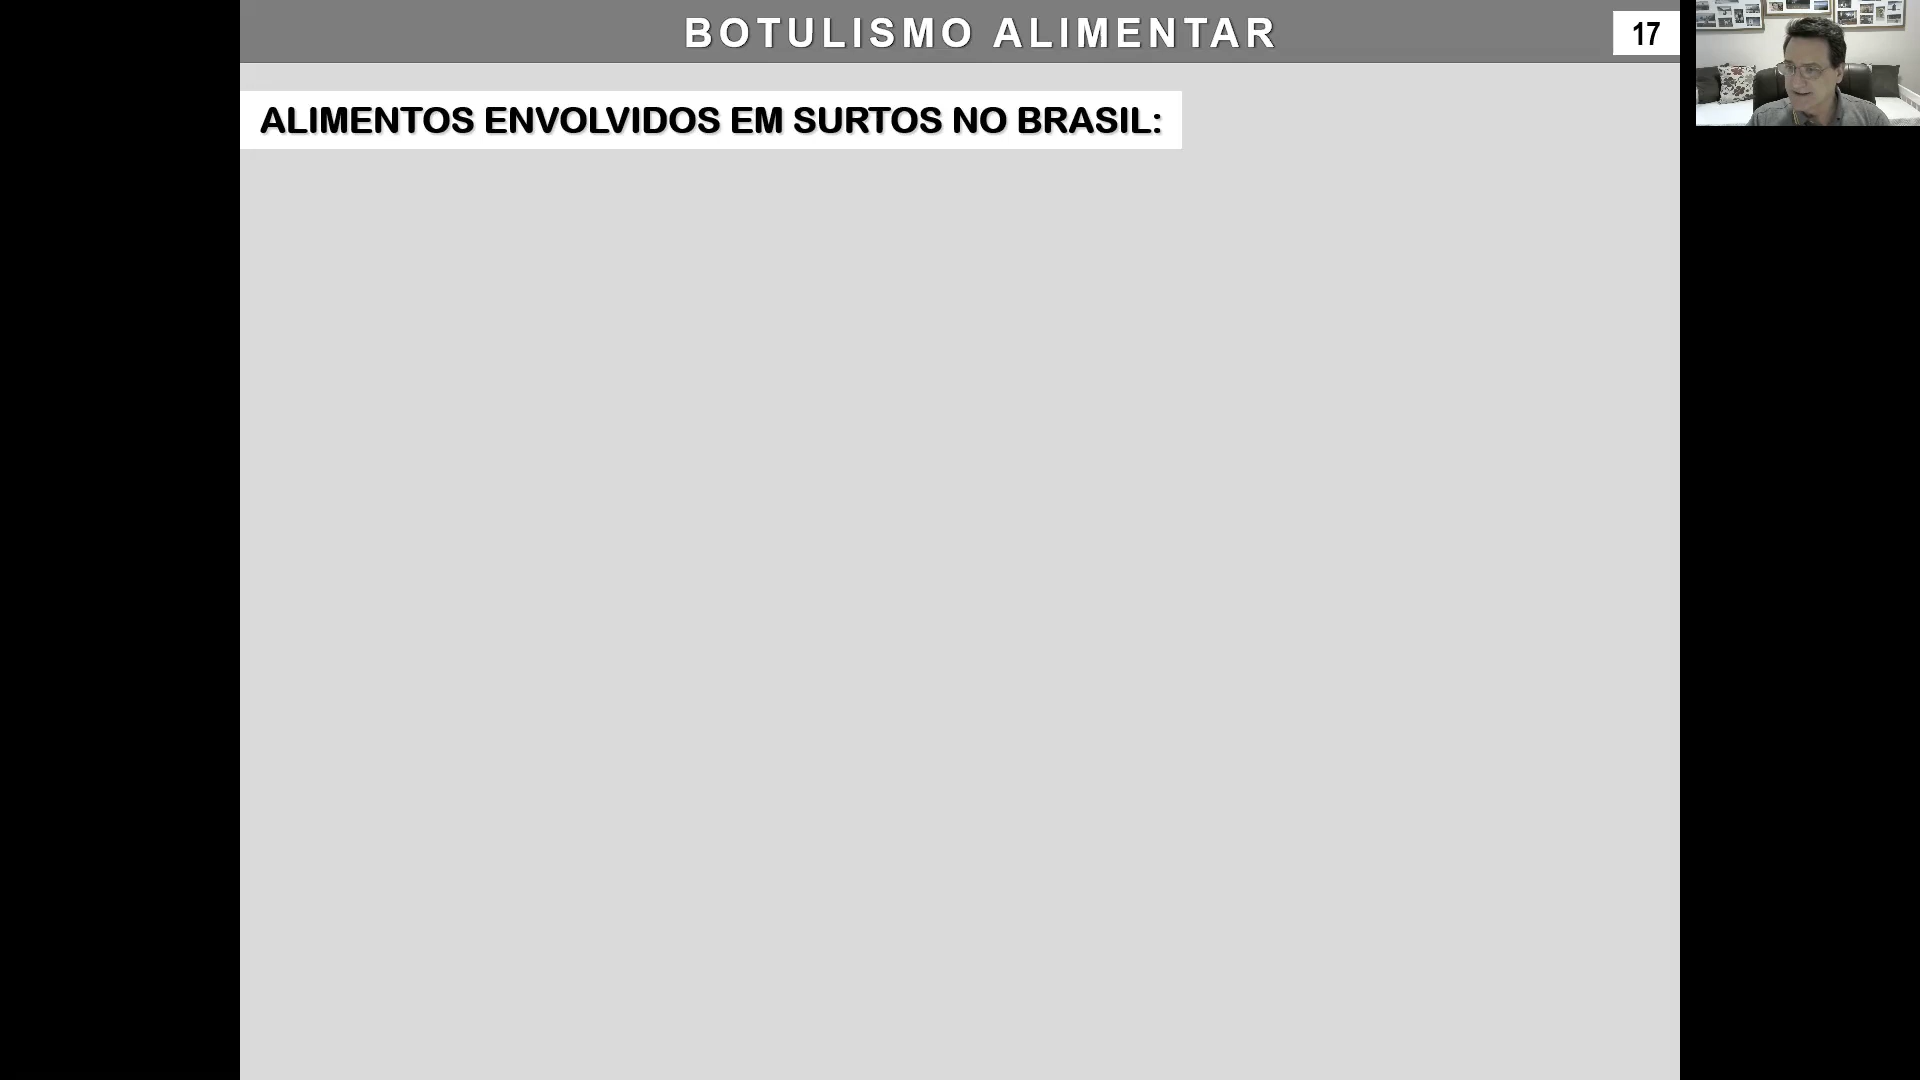 BOTULISMO ALIMENTAR
17
ALIMENTOS ENVOLVIDOS EM SURTOS NO BRASIL: